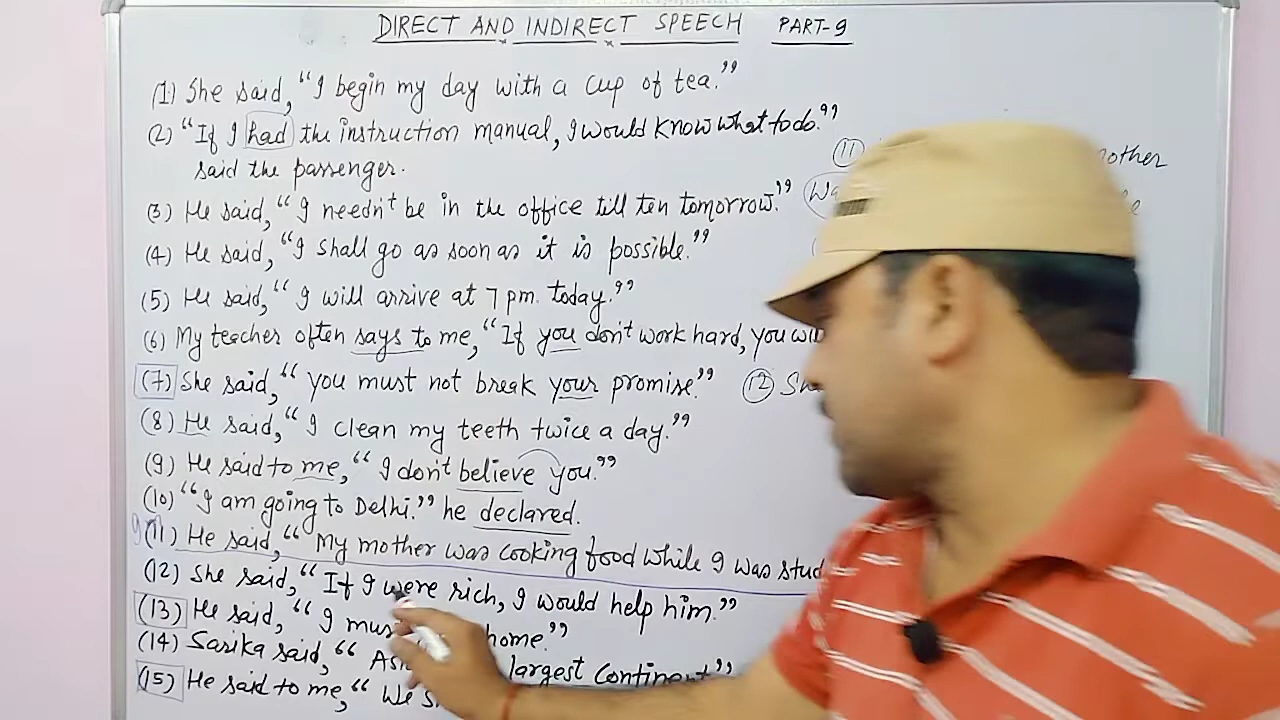 DIRECT AND INDIRECT SPEECH PART-9
(1) She said, "I begin my day with a cup of tea."
(2) "If I had the instruction manual, I would know what to do."
said the passenger.
(3) He said, "I needn't be in the office till ten tomorrow."
(4) He said, "I shall go as soon as it is possible."
(5) He said, "I will arrive at 7 pm. today."
(6) My teacher often says to me, "If you don't work hard, you
(7) She said, "you must not break your promise."
(8) He said, "I clean my teeth twice a day."
(9) He said to me, "I don't believe you."
(10) "I am going to Delhi." he declared.
(11) He said, "My mother was cooking food while I was
(12) She said, "If I were rich, I would help him."
(13) He said, "I home."
(14) Sarika said, " largest continent"
(15) He said to me, "We
(11)
(12)